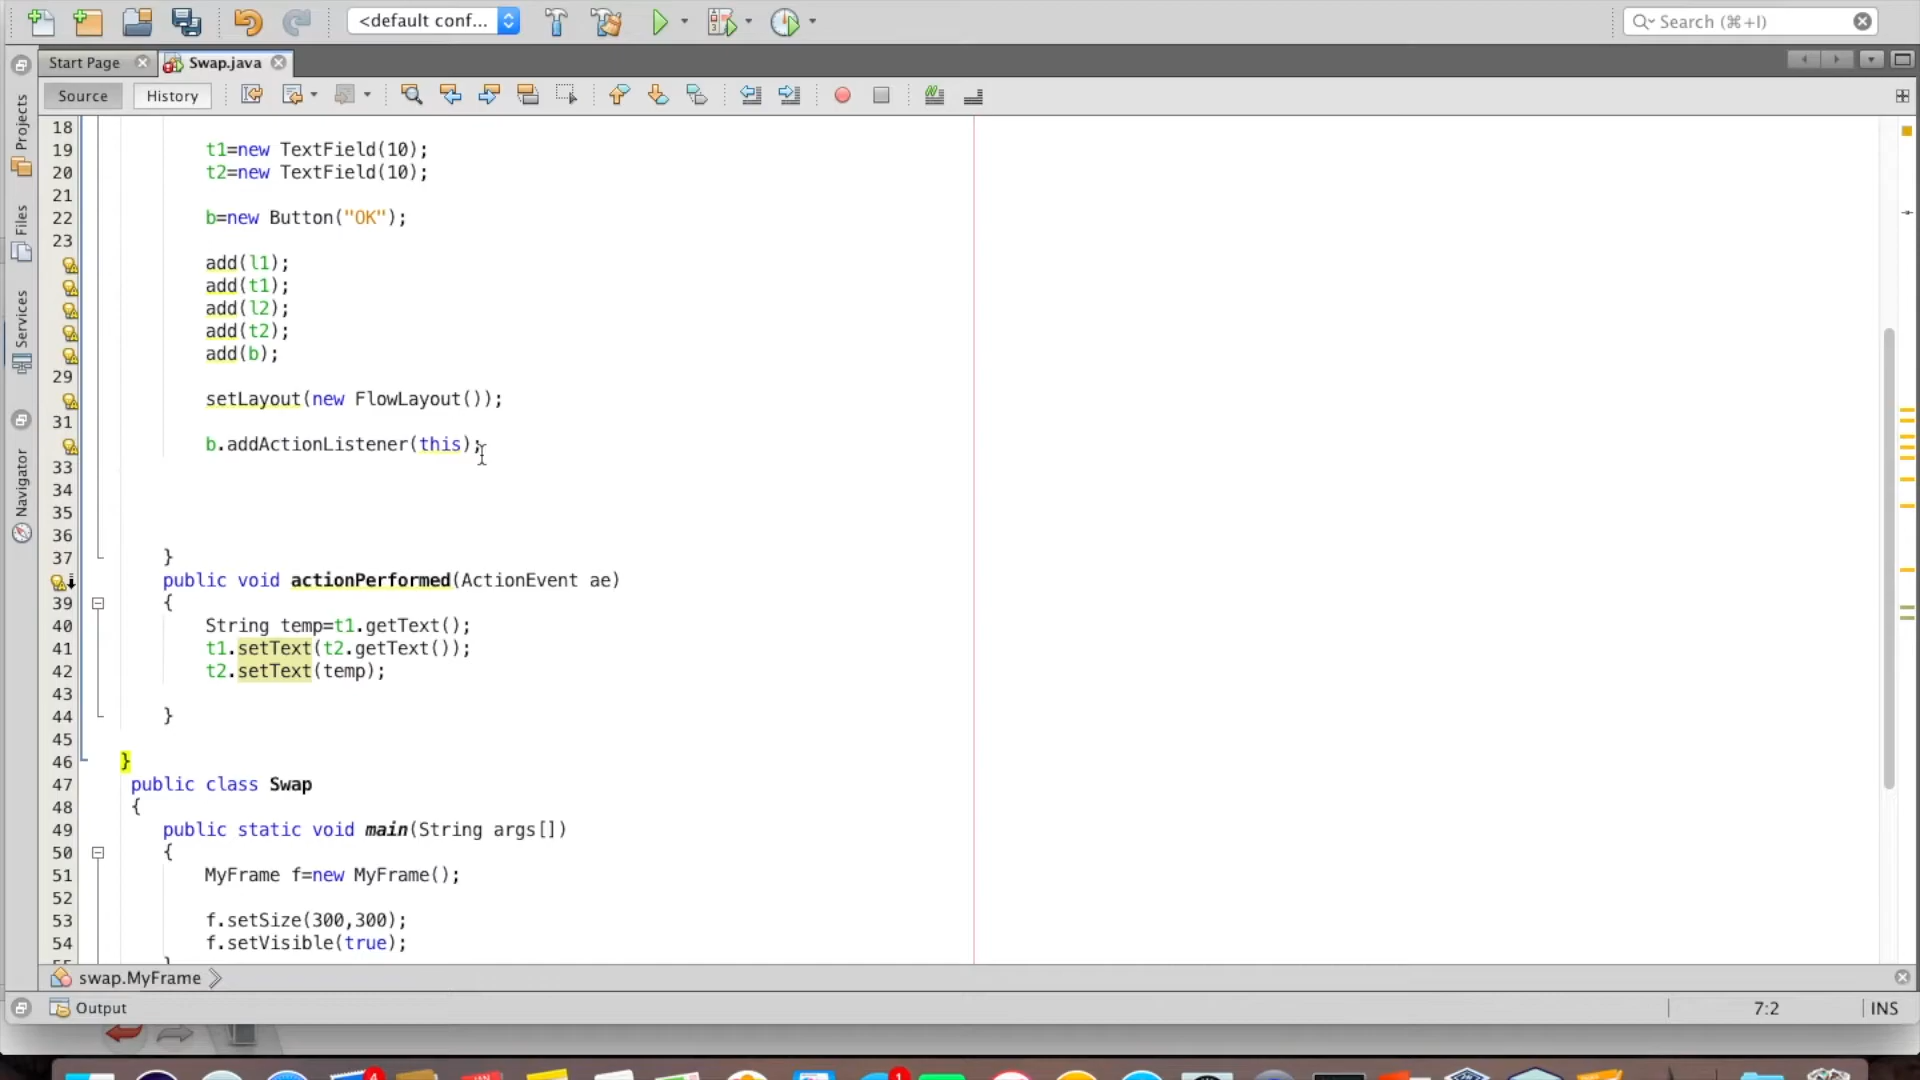 <default conf...
Search (⌘+I)
Start Page
Swap.java
Source
History
Projects
Files
Services
Navigator
18
19 t1=new TextField(10);
20 t2=new TextField(10);
21
22 b=new Button("OK");
23
add(l1);
add(t1);
add(l2);
add(t2);
add(b);
29
setLayout(new FlowLayout());
31
b.addActionListener(this);
33
34
35
36
37 }
public void actionPerformed(ActionEvent ae)
39 {
40 String temp=t1.getText();
41 t1.setText(t2.getText());
42 t2.setText(temp);
43
44 }
45
46 }
47 public class Swap
48 {
49 public static void main(String args[])
50 {
51 MyFrame f=new MyFrame();
52
53 f.setSize(300,300);
54 f.setVisible(true);
55 }
swap.MyFrame
Output
7:2
INS
4
1